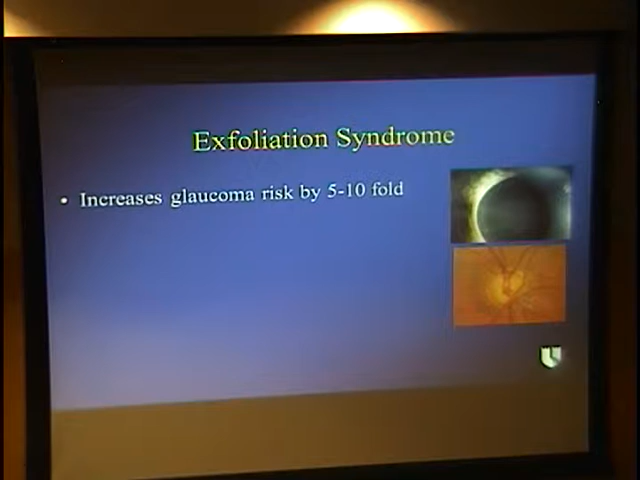 Exfoliation Syndrome
• Increases glaucoma risk by 5-10 fold